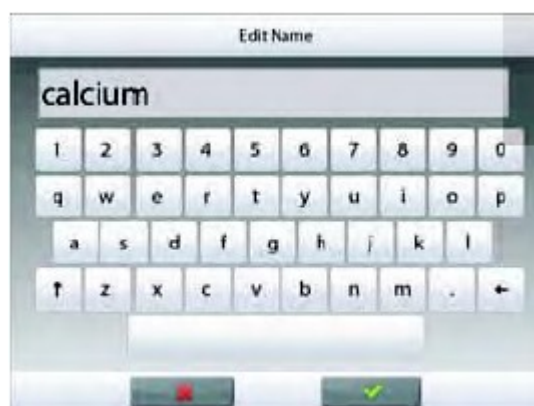 Edit Name
calcium
1 2 3 4 5 6 7 8 9 0
q w e r t y u i o p
a s d f g h j k l
↑ z x c v b n m . ←